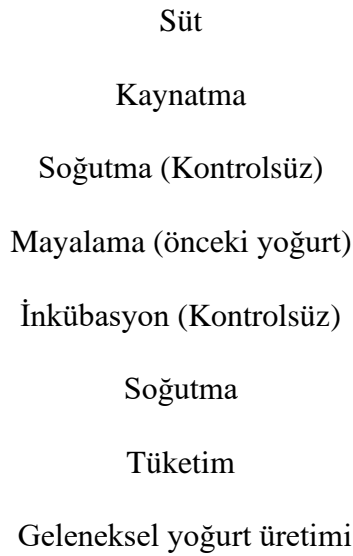 Süt
Kaynatma
Soğutma (Kontrolsüz)
Mayalama (önceki yoğurt)
İnkübasyon (Kontrolsüz)
Soğutma
Tüketim
Geleneksel yoğurt üretimi